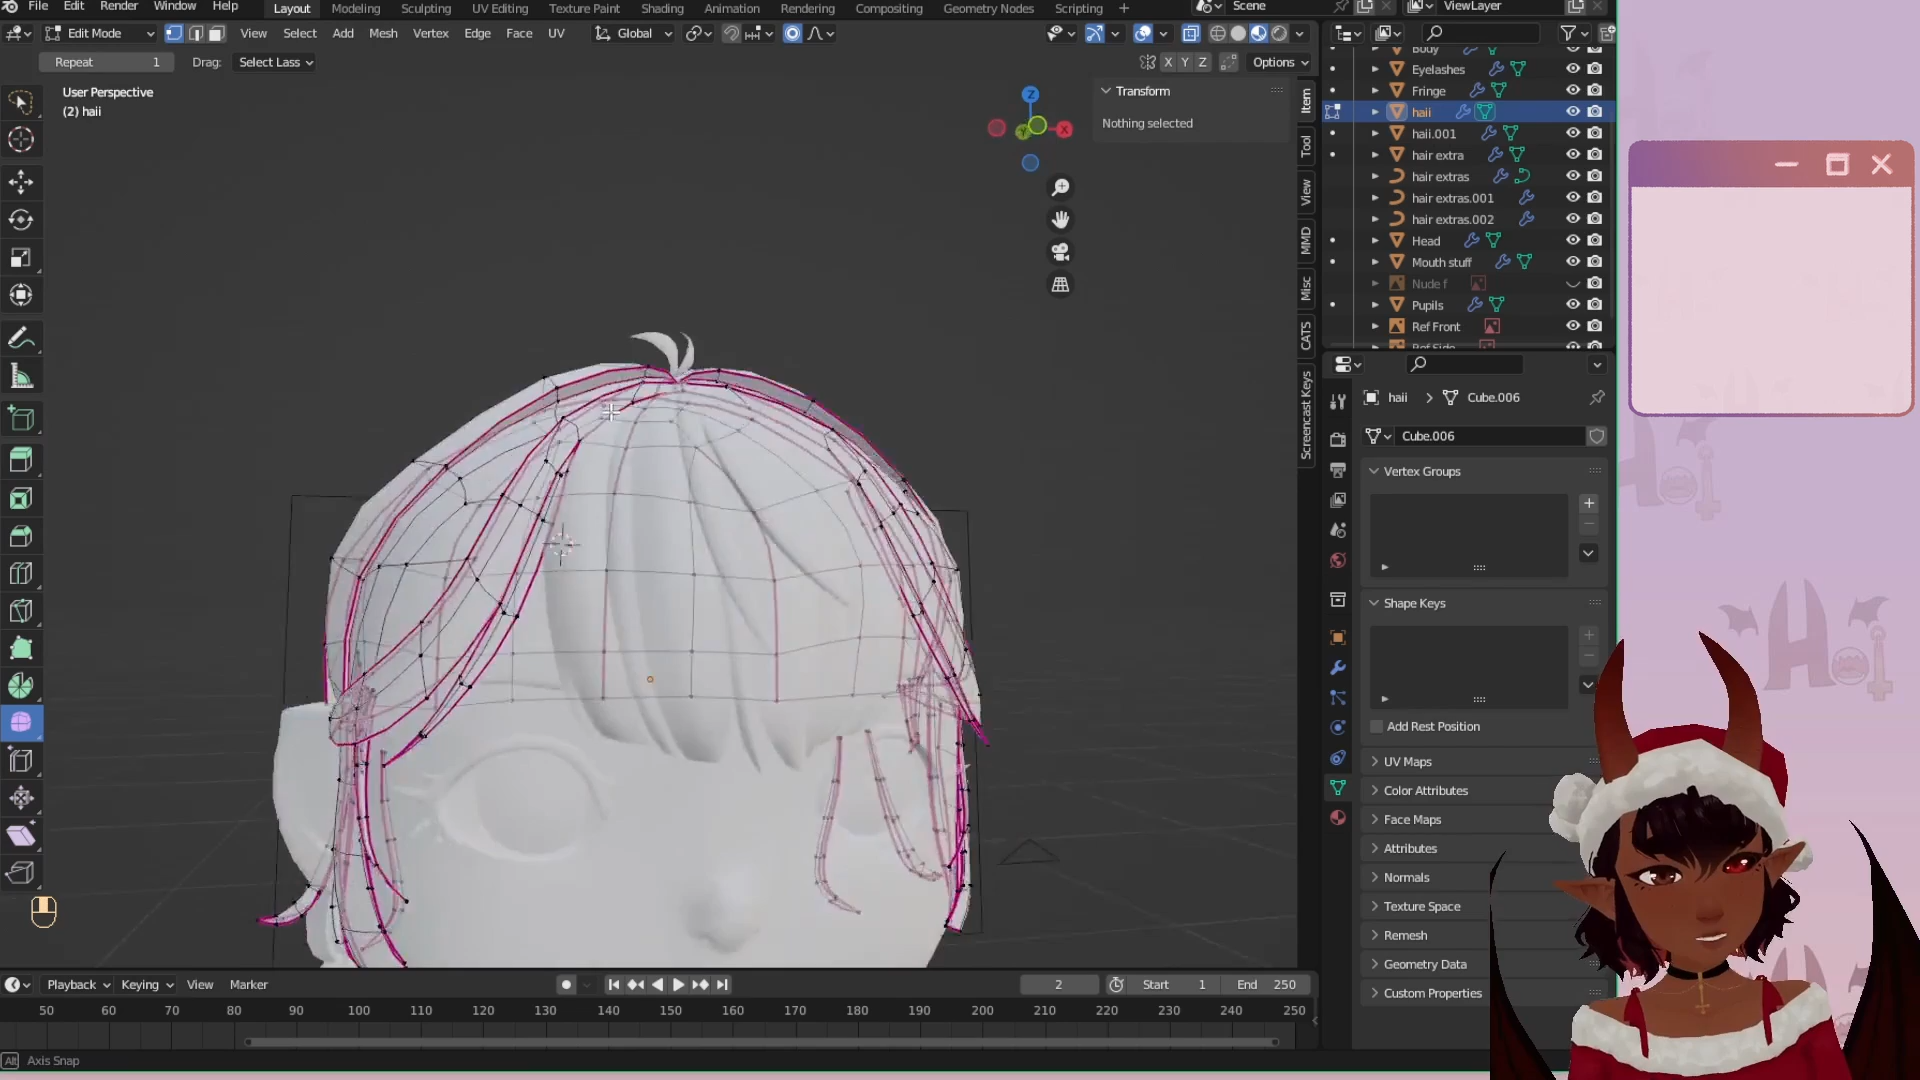 File Edit Render Window Help Layout Modeling Sculpting UV Editing Texture Paint Shading Animation Rendering Compositing Geometry Nodes Scripting + Scene ViewLayer
Edit Mode View Select Add Mesh Vertex Edge Face UV Global
Repeat 1 Drag: Select Lass X Y Z Options
User Perspective
(2) haii
Transform
Nothing selected
Z
X
Y
Item
Tool
View
MMD
Misc
CATS
Screencast Keys
Body
Eyelashes
Fringe
haii
haii.001
hair extra
hair extras
hair extras.001
hair extras.002
Head
Mouth stuff
Nude f
Pupils
Ref Front
Ref Side
haii > Cube.006
Cube.006
Vertex Groups
Shape Keys
Add Rest Position
UV Maps
Color Attributes
Face Maps
Attributes
Normals
Texture Space
Remesh
Geometry Data
Custom Properties
Playback Keying View Marker 2 Start 1 End 250
50 60 70 80 90 100 110 120 130 140 150 160 170 180 190 200 210 220 230 240 250
Alt Axis Snap